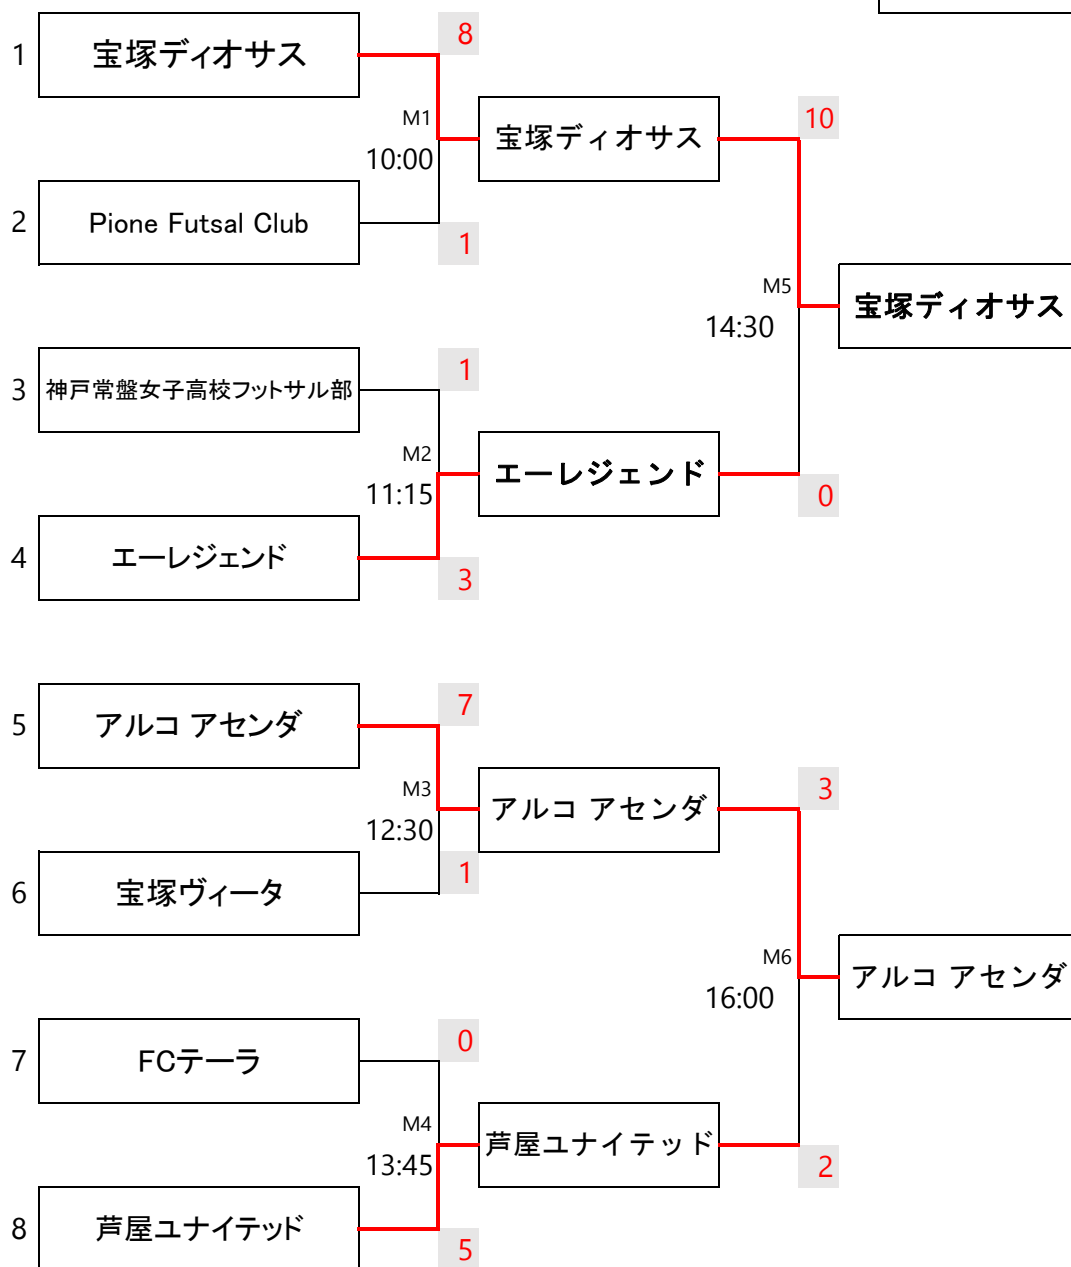 8
1 宝塚ディオサス
M1
10:00
宝塚ディオサス
10
2 Pione Futsal Club
1
M5
14:30
宝塚ディオサス
3 神戸常盤女子高校フットサル部
1
M2
11:15
エーレジェンド
0
4 エーレジェンド
3
5 アルコ アセンダ
7
M3
12:30
アルコ アセンダ
3
6 宝塚ヴィータ
1
M6
16:00
アルコ アセンダ
7 FCテーラ
0
M4
13:45
芦屋ユナイテッド
2
8 芦屋ユナイテッド
5